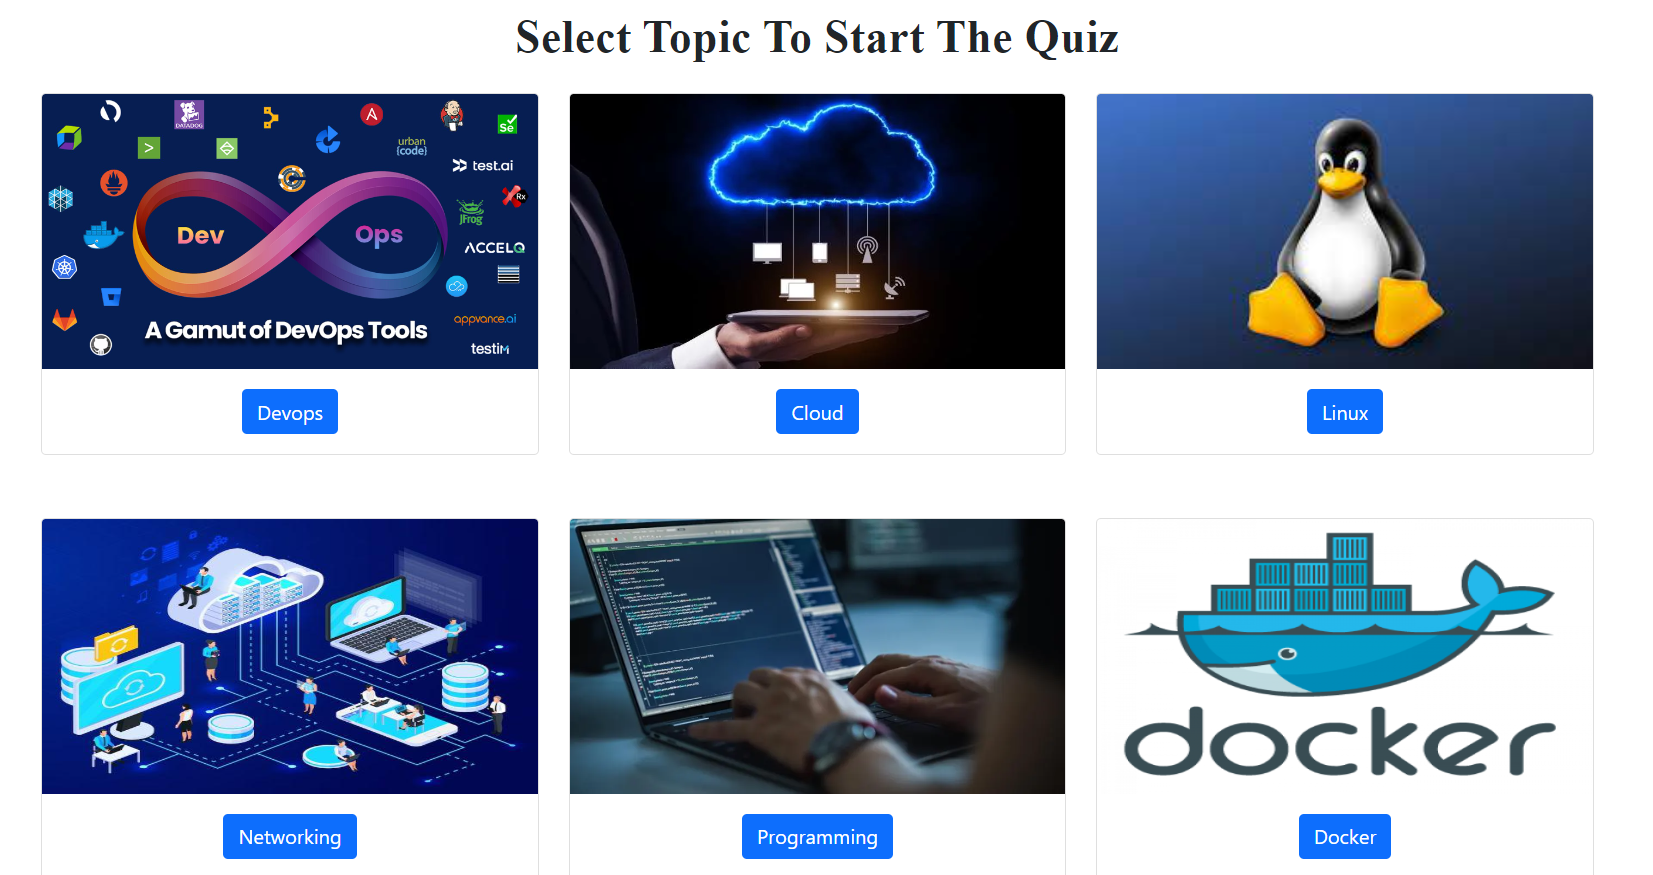 Select Topic To Start The Quiz
DATADOG
Se
urban
{code}
test.ai
Rx
JFrog
Dev
Ops
ACCELQ
appvance.ai
A Gamut of DevOps Tools
testim
Devops
Cloud
Linux
docker
Networking
Programming
Docker